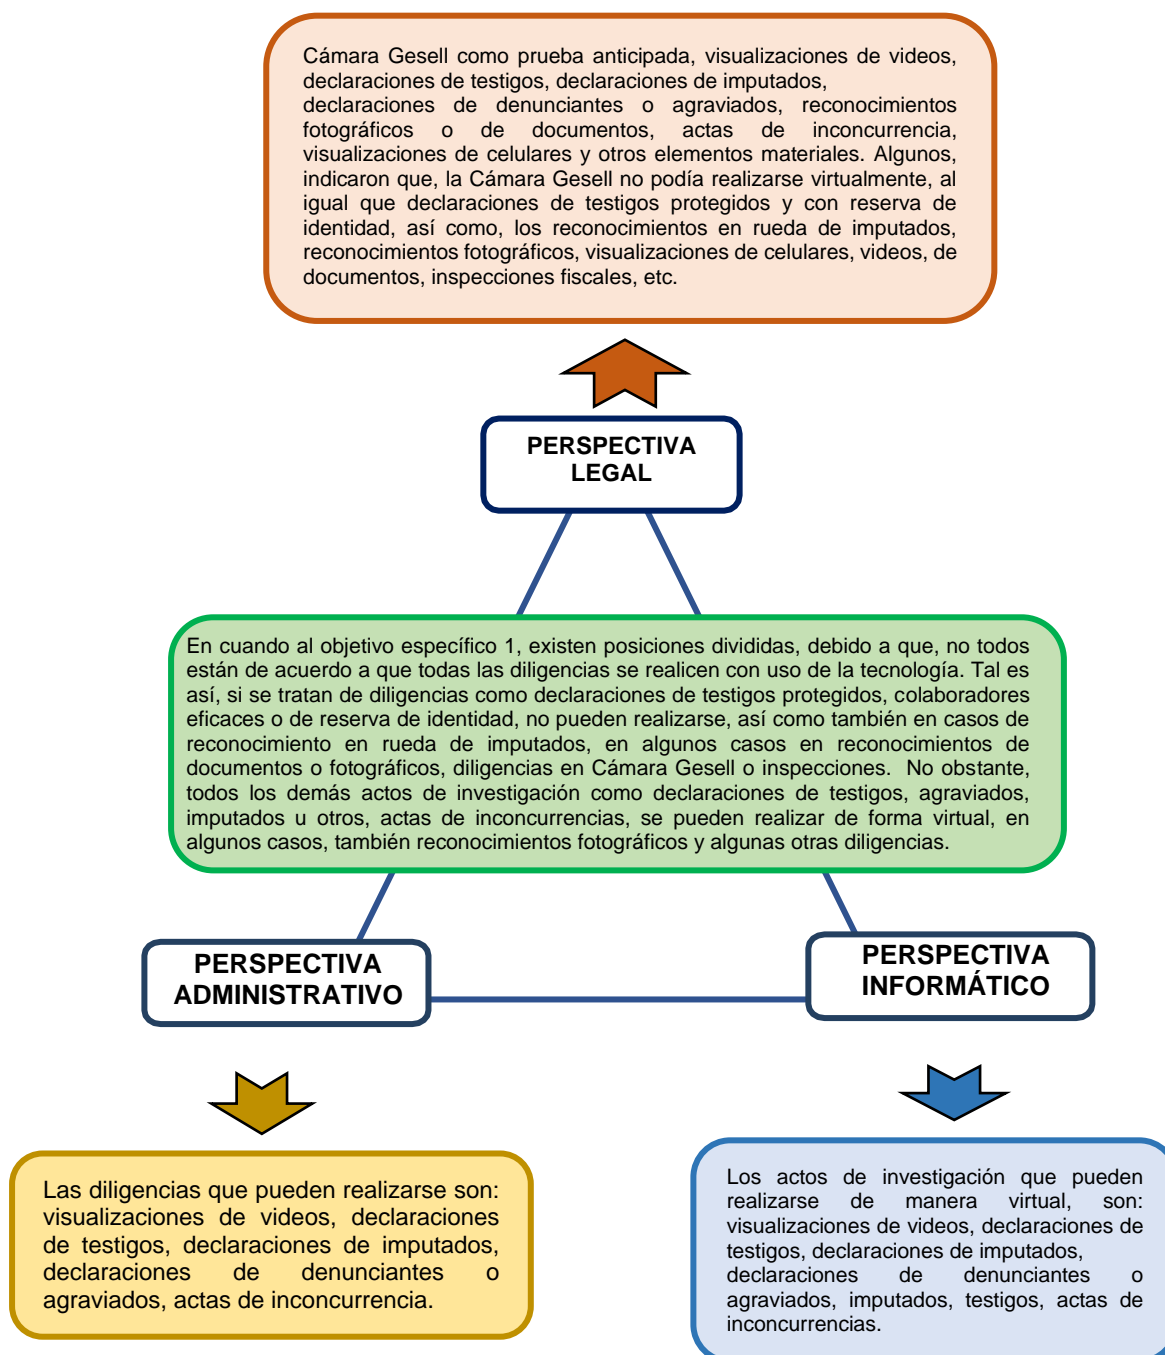 Cámara Gesell como prueba anticipada, visualizaciones de videos,
declaraciones de testigos, declaraciones de imputados,
declaraciones de denunciantes o agraviados, reconocimientos
fotográficos o de documentos, actas de inconcurrencia,
visualizaciones de celulares y otros elementos materiales. Algunos,
indicaron que, la Cámara Gesell no podía realizarse virtualmente, al
igual que declaraciones de testigos protegidos y con reserva de
identidad, así como, los reconocimientos en rueda de imputados,
reconocimientos fotográficos, visualizaciones de celulares, videos, de
documentos, inspecciones fiscales, etc.
PERSPECTIVA
LEGAL
En cuando al objetivo específico 1, existen posiciones divididas, debido a que, no todos
están de acuerdo a que todas las diligencias se realicen con uso de la tecnología. Tal es
así, si se tratan de diligencias como declaraciones de testigos protegidos, colaboradores
eficaces o de reserva de identidad, no pueden realizarse, así como también en casos de
reconocimiento en rueda de imputados, en algunos casos en reconocimientos de
documentos o fotográficos, diligencias en Cámara Gesell o inspecciones. No obstante,
todos los demás actos de investigación como declaraciones de testigos, agraviados,
imputados u otros, actas de inconcurrencias, se pueden realizar de forma virtual, en
algunos casos, también reconocimientos fotográficos y algunas otras diligencias.
PERSPECTIVA
ADMINISTRATIVO
PERSPECTIVA
INFORMÁTICO
Las diligencias que pueden realizarse son:
visualizaciones de videos, declaraciones
de testigos, declaraciones de imputados,
declaraciones de denunciantes o
agraviados, actas de inconcurrencia.
Los actos de investigación que pueden
realizarse de manera virtual, son:
visualizaciones de videos, declaraciones de
testigos, declaraciones de imputados,
declaraciones de denunciantes o
agraviados, imputados, testigos, actas de
inconcurrencias.